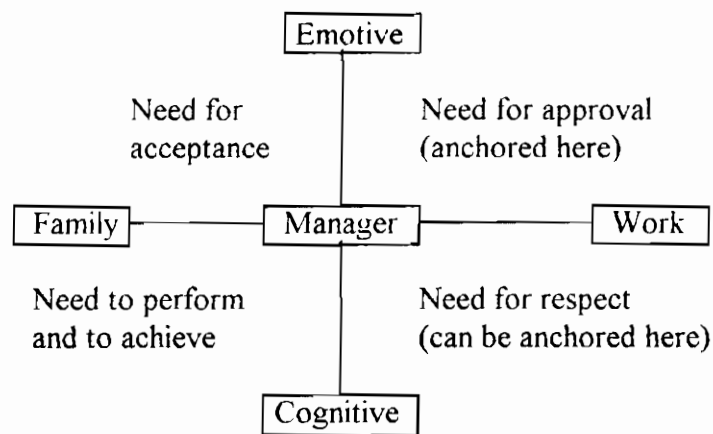 Emotive
Need for
acceptance
Need for approval
(anchored here)
Family
Manager
Work
Need to perform
and to achieve
Need for respect
(can be anchored here)
Cognitive